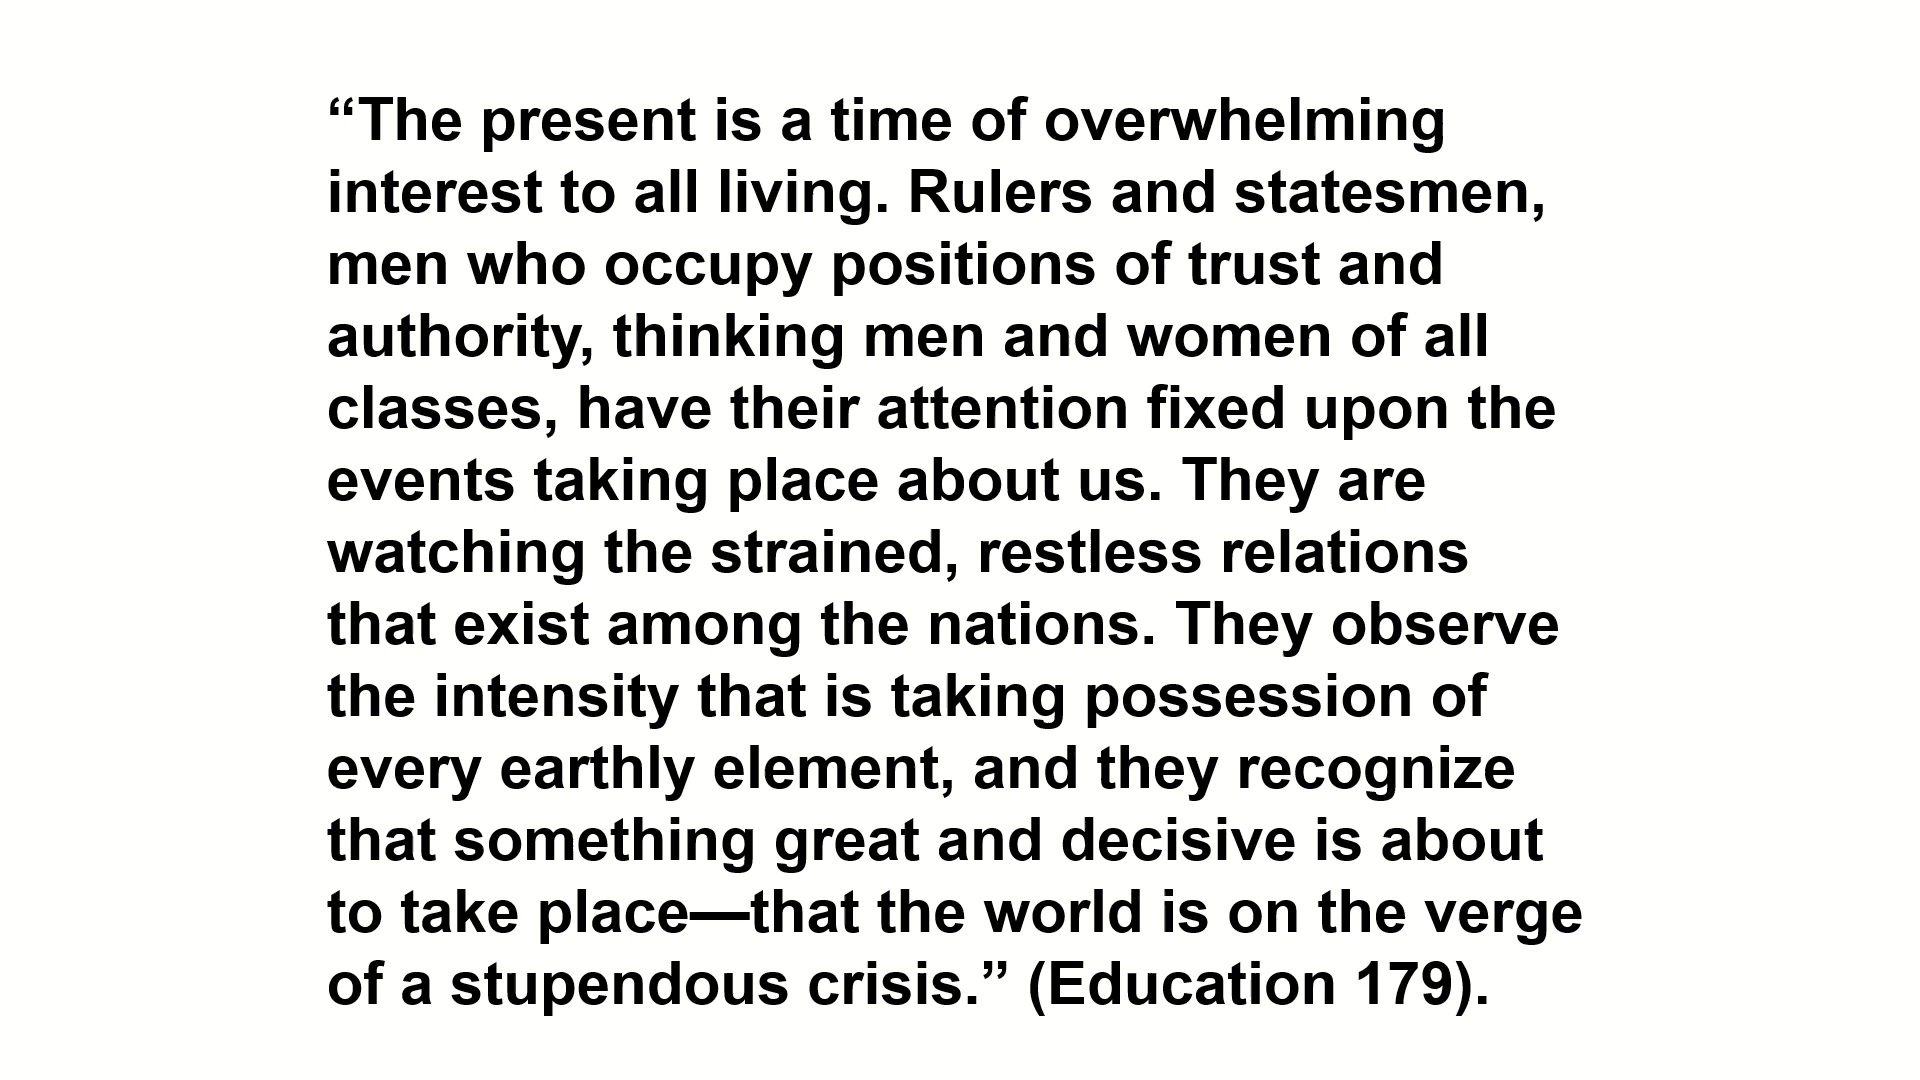 “The present is a time of overwhelming
interest to all living. Rulers and statesmen,
men who occupy positions of trust and
authority, thinking men and women of all
classes, have their attention fixed upon the
events taking place about us. They are
watching the strained, restless relations
that exist among the nations. They observe
the intensity that is taking possession of
every earthly element, and they recognize
that something great and decisive is about
to take place—that the world is on the verge
of a stupendous crisis.” (Education 179).